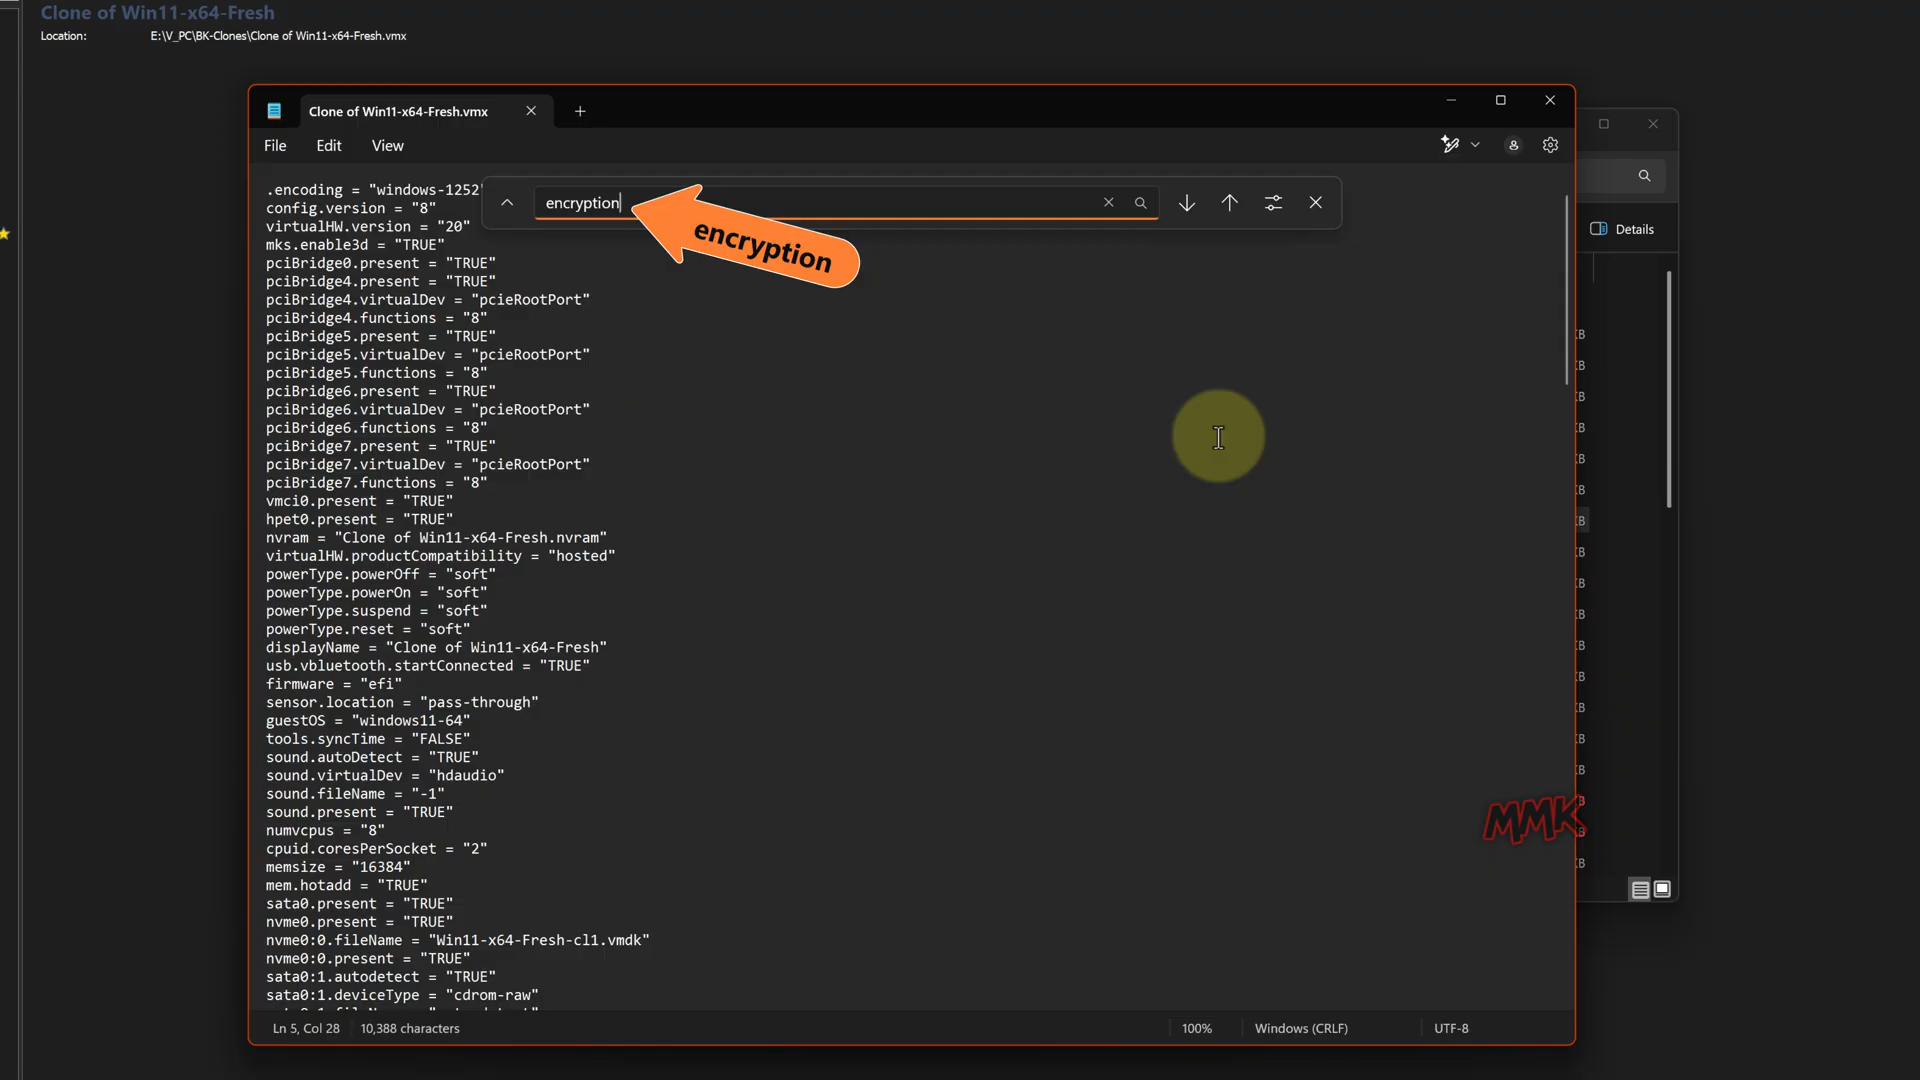 Clone of Win11-x64-Fresh
Location: E:\V_PC\BK-Clones\Clone of Win11-x64-Fresh.vmx
Clone of Win11-x64-Fresh.vmx
File Edit View
encryption
encryption
Details
.encoding = "windows-1252"
config.version = "8"
virtualHW.version = "20"
mks.enable3d = "TRUE"
pciBridge0.present = "TRUE"
pciBridge4.present = "TRUE"
pciBridge4.virtualDev = "pcieRootPort"
pciBridge4.functions = "8"
pciBridge5.present = "TRUE"
pciBridge5.virtualDev = "pcieRootPort"
pciBridge5.functions = "8"
pciBridge6.present = "TRUE"
pciBridge6.virtualDev = "pcieRootPort"
pciBridge6.functions = "8"
pciBridge7.present = "TRUE"
pciBridge7.virtualDev = "pcieRootPort"
pciBridge7.functions = "8"
vmci0.present = "TRUE"
hpet0.present = "TRUE"
nvram = "Clone of Win11-x64-Fresh.nvram"
virtualHW.productCompatibility = "hosted"
powerType.powerOff = "soft"
powerType.powerOn = "soft"
powerType.suspend = "soft"
powerType.reset = "soft"
displayName = "Clone of Win11-x64-Fresh"
usb.vbluetooth.startConnected = "TRUE"
firmware = "efi"
sensor.location = "pass-through"
guestOS = "windows11-64"
tools.syncTime = "FALSE"
sound.autoDetect = "TRUE"
sound.virtualDev = "hdaudio"
sound.fileName = "-1"
sound.present = "TRUE"
numvcpus = "8"
cpuid.coresPerSocket = "2"
memsize = "16384"
mem.hotadd = "TRUE"
sata0.present = "TRUE"
nvme0.present = "TRUE"
nvme0:0.fileName = "Win11-x64-Fresh-cl1.vmdk"
nvme0:0.present = "TRUE"
sata0:1.autodetect = "TRUE"
sata0:1.deviceType = "cdrom-raw"
MMK
Ln 5, Col 28 10,388 characters 100% Windows (CRLF) UTF-8